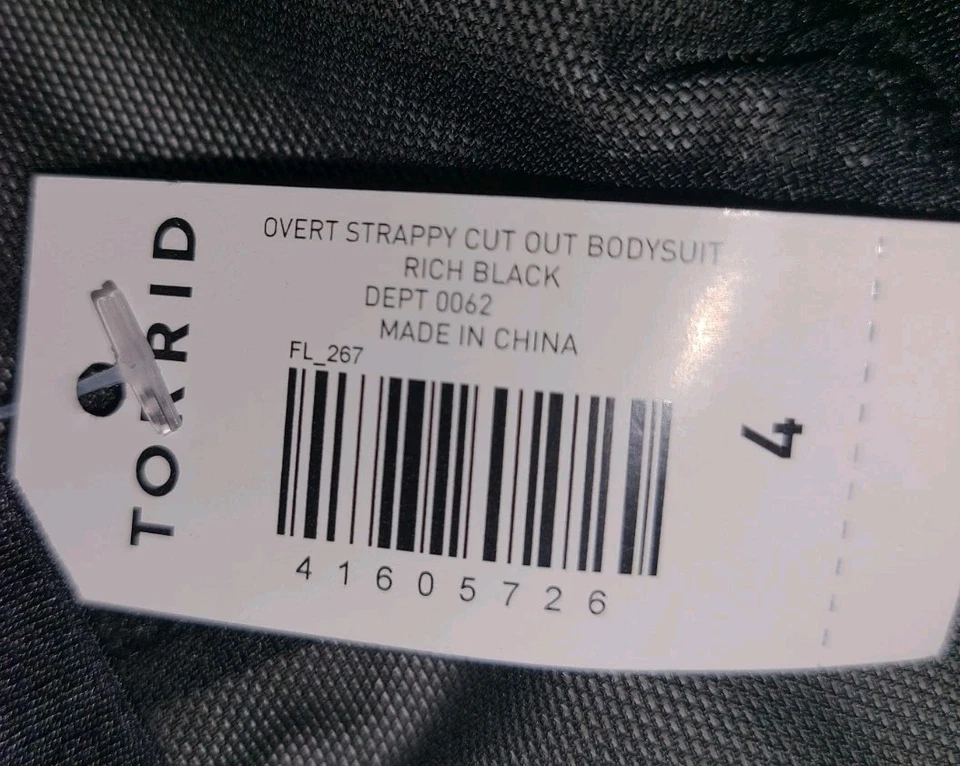 TORRID
OVERT STRAPPY CUT OUT BODYSUIT
RICH BLACK
DEPT 0062
MADE IN CHINA
FL_267
41605726
4